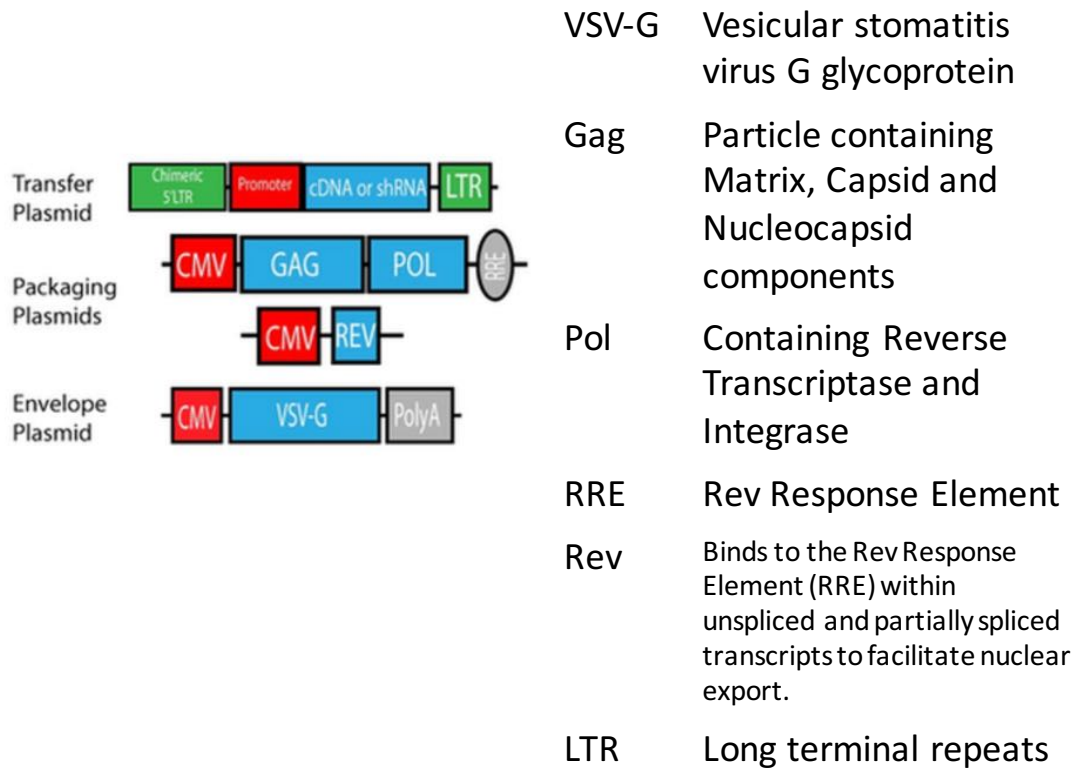 Transfer
Plasmid
Chimeric
5'LTR
Promoter
cDNA or shRNA
LTR
Packaging
Plasmids
CMV
GAG
POL
RRE
CMV
REV
Envelope
Plasmid
CMV
VSV-G
PolyA
VSV-G Vesicular stomatitis
virus G glycoprotein
Gag Particle containing
Matrix, Capsid and
Nucleocapsid
components
Pol Containing Reverse
Transcriptase and
Integrase
RRE Rev Response Element
Rev Binds to the Rev Response
Element (RRE) within
unspliced and partially spliced
transcripts to facilitate nuclear
export.
LTR Long terminal repeats